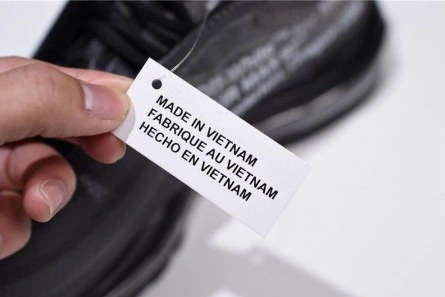 MADE IN VIETNAM
FABRIQUE AU VIETNAM
HECHO EN VIETNAM